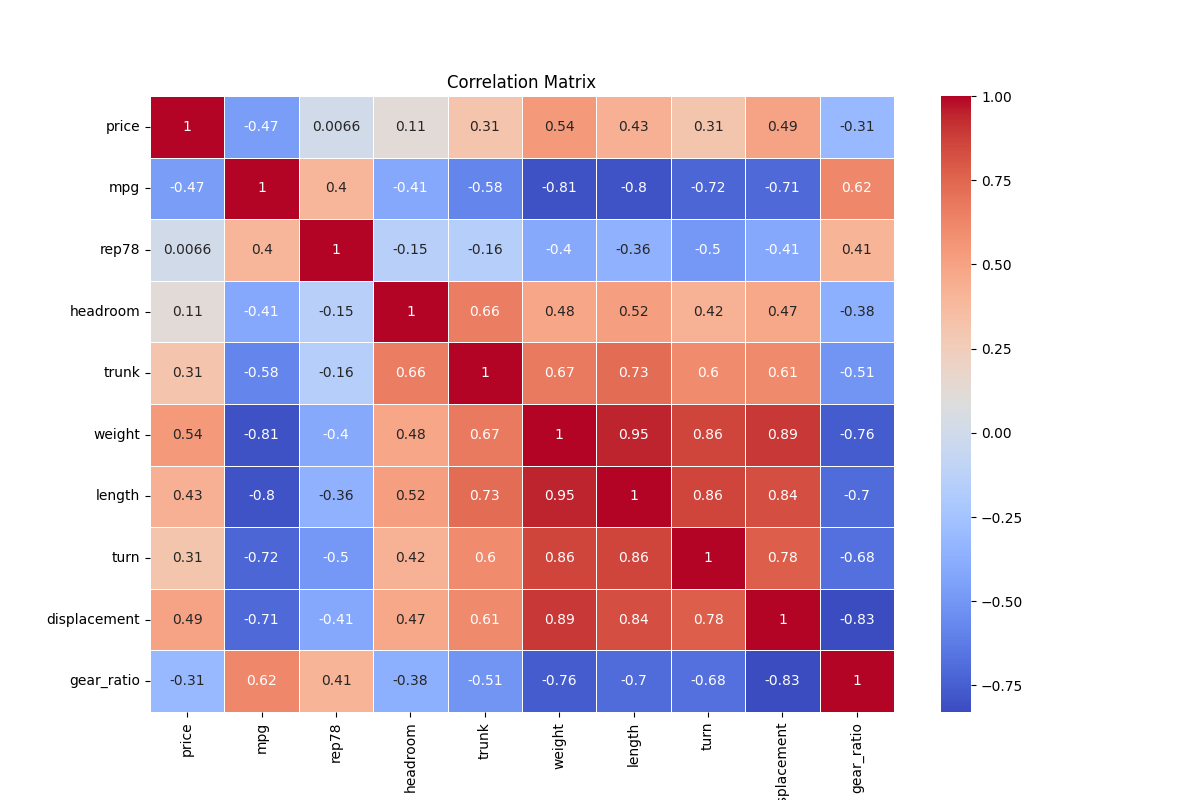 Correlation Matrix
price 1 -0.47 0.0066 0.11 0.31 0.54 0.43 0.31 0.49 -0.31
mpg -0.47 1 0.4 -0.41 -0.58 -0.81 -0.8 -0.72 -0.71 0.62
rep78 0.0066 0.4 1 -0.15 -0.16 -0.4 -0.36 -0.5 -0.41 0.41
headroom 0.11 -0.41 -0.15 1 0.66 0.48 0.52 0.42 0.47 -0.38
trunk 0.31 -0.58 -0.16 0.66 1 0.67 0.73 0.6 0.61 -0.51
weight 0.54 -0.81 -0.4 0.48 0.67 1 0.95 0.86 0.89 -0.76
length 0.43 -0.8 -0.36 0.52 0.73 0.95 1 0.86 0.84 -0.7
turn 0.31 -0.72 -0.5 0.42 0.6 0.86 0.86 1 0.78 -0.68
displacement 0.49 -0.71 -0.41 0.47 0.61 0.89 0.84 0.78 1 -0.83
gear_ratio -0.31 0.62 0.41 -0.38 -0.51 -0.76 -0.7 -0.68 -0.83 1
price mpg rep78 headroom trunk weight length turn splacement gear_ratio
1.00
0.75
0.50
0.25
0.00
−0.25
−0.50
−0.75